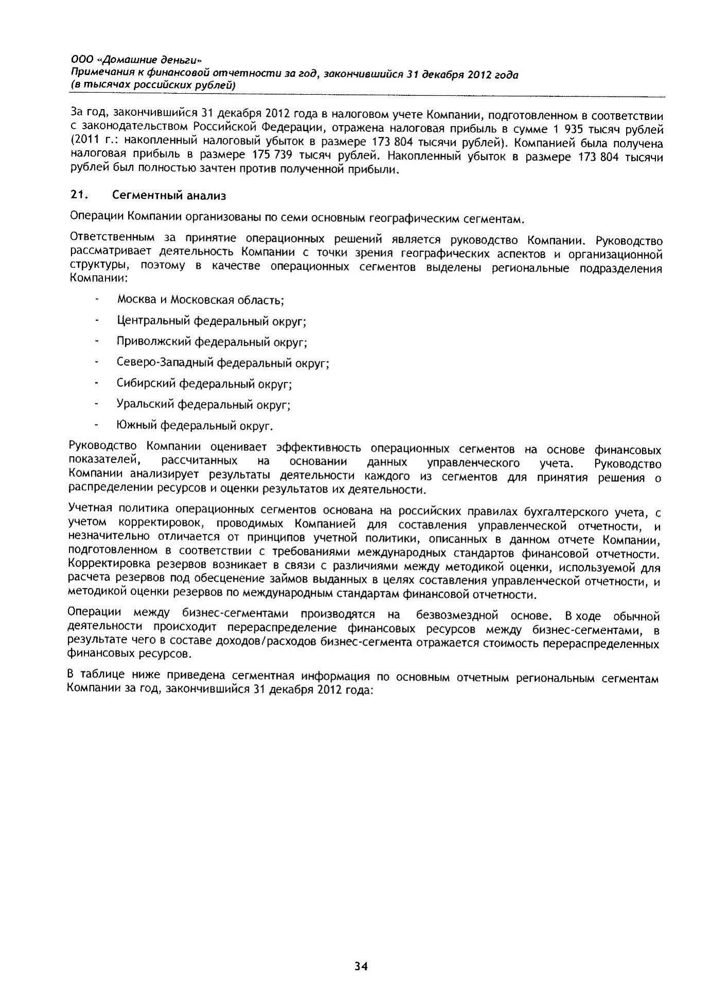 ООО «Домашние деньги»
Примечания к финансовой отчетности за год, закончившийся 31 декабря 2012 года
(в тысячах российских рублей)
За год, закончившийся 31 декабря 2012 года в налоговом учете Компании, подготовленном в соответствии
с законодательством Российской Федерации, отражена налоговая прибыль в сумме 1 935 тысяч рублей
(2011 г.: накопленный налоговый убыток в размере 173 804 тысячи рублей). Компанией была получена
налоговая прибыль в размере 175 739 тысяч рублей. Накопленный убыток в размере 173 804 тысячи
рублей был полностью зачтен против полученной прибыли.
21. Сегментный анализ
Операции Компании организованы по семи основным географическим сегментам.
Ответственным за принятие операционных решений является руководство Компании. Руководство
рассматривает деятельность Компании с точки зрения географических аспектов и организационной
структуры, поэтому в качестве операционных сегментов выделены региональные подразделения
Компании:
- Москва и Московская область;
- Центральный федеральный округ;
- Приволжский федеральный округ;
- Северо-Западный федеральный округ;
- Сибирский федеральный округ;
- Уральский федеральный округ;
- Южный федеральный округ.
Руководство Компании оценивает эффективность операционных сегментов на основе финансовых
показателей, рассчитанных на основании данных управленческого учета. Руководство
Компании анализирует результаты деятельности каждого из сегментов для принятия решения о
распределении ресурсов и оценки результатов их деятельности.
Учетная политика операционных сегментов основана на российских правилах бухгалтерского учета, с
учетом корректировок, проводимых Компанией для составления управленческой отчетности, и
незначительно отличается от принципов учетной политики, описанных в данном отчете Компании,
подготовленном в соответствии с требованиями международных стандартов финансовой отчетности.
Корректировка резервов возникает в связи с различиями между методикой оценки, используемой для
расчета резервов под обесценение займов выданных в целях составления управленческой отчетности, и
методикой оценки резервов по международным стандартам финансовой отчетности.
Операции между бизнес-сегментами производятся на безвозмездной основе. В ходе обычной
деятельности происходит перераспределение финансовых ресурсов между бизнес-сегментами, в
результате чего в составе доходов/расходов бизнес-сегмента отражается стоимость перераспределенных
финансовых ресурсов.
В таблице ниже приведена сегментная информация по основным отчетным региональным сегментам
Компании за год, закончившийся 31 декабря 2012 года:
34